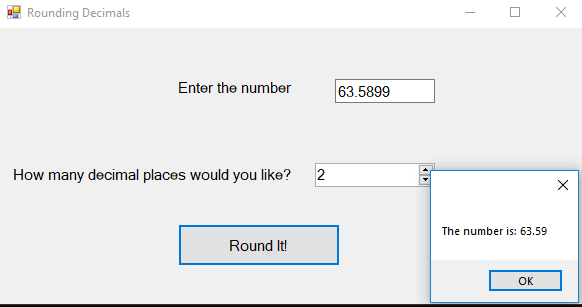 Rounding Decimals
Enter the number
63.5899
How many decimal places would you like?
2
Round It!
The number is: 63.59
OK